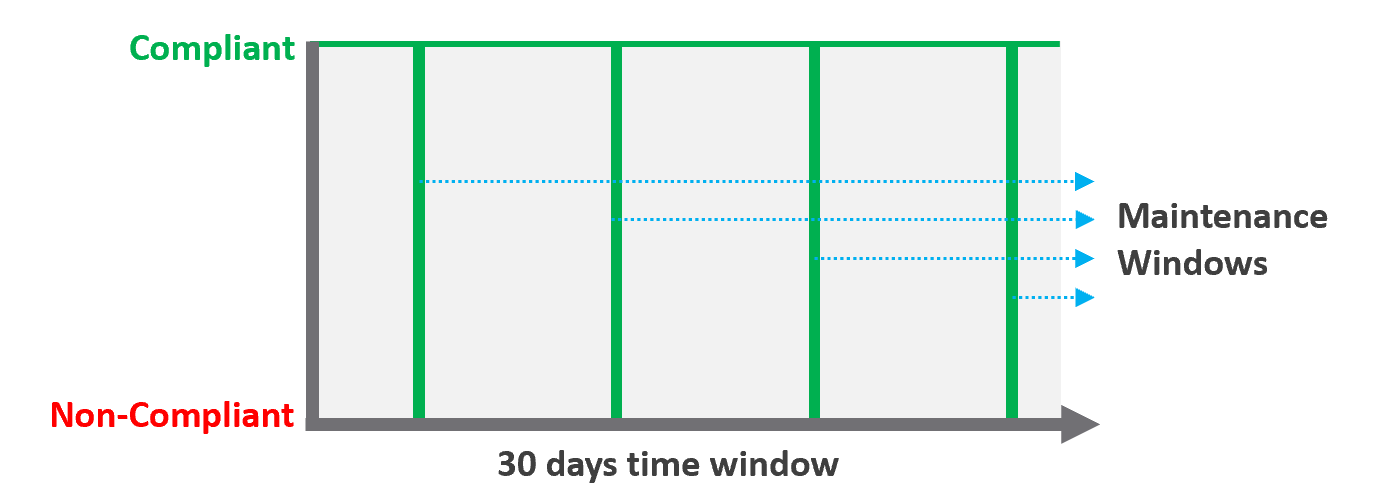 Compliant
Maintenance
Windows
Non-Compliant
30 days time window